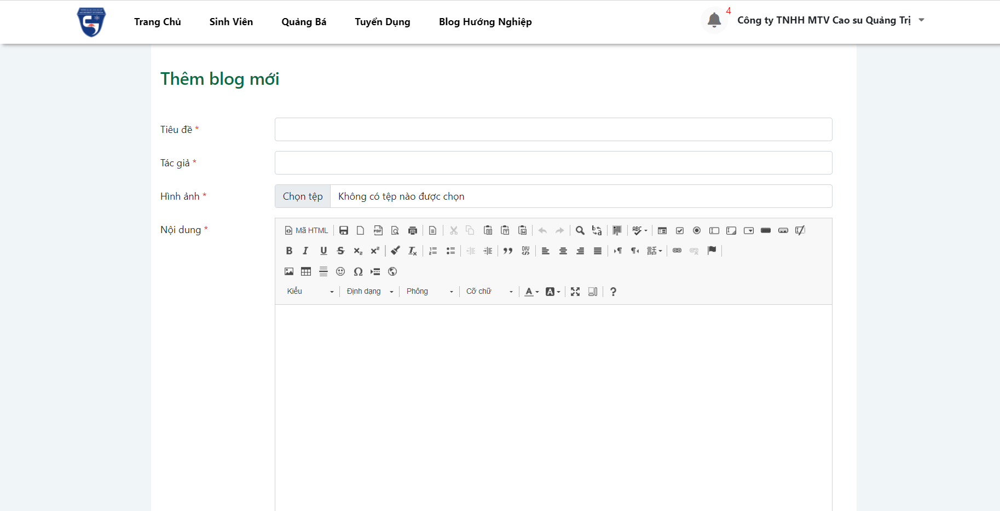 Trang Chủ Sinh Viên Quảng Bá Tuyển Dụng Blog Hướng Nghiệp 4 Công ty TNHH MTV Cao su Quảng Trị
Thêm blog mới
Tiêu đề *
Tác giả *
Hình ảnh * Chọn tệp Không có tệp nào được chọn
Nội dung * Mã HTML
Kiểu Định dạng Phông Cỡ chữ